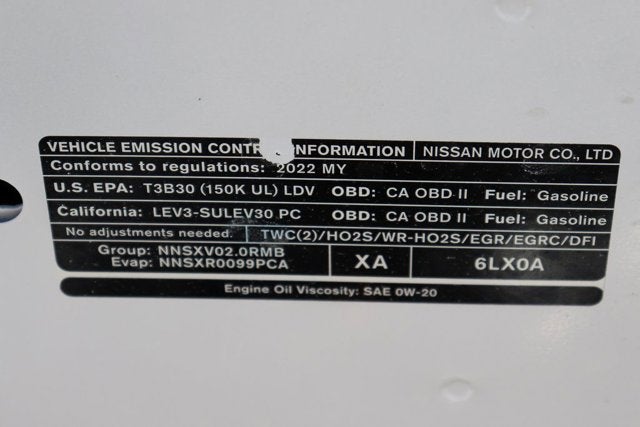 VEHICLE EMISSION CONTR NFORMATION NISSAN MOTOR CO., LTD
Conforms to regulations: 2022 MY
U.S. EPA: T3B30 (150K UL) LDV OBD: CA OBD II Fuel: Gasoline
California: LEV3-SULEV30 PC OBD: CA OBD II Fuel: Gasoline
No adjustments needed. TWC(2)/HO2S/WR-HO2S/EGR/EGRC/DFI
Group: NNSXV02.0RMB
Evap: NNSXR0099PCA
XA
6LX0A
Engine Oil Viscosity: SAE 0W-20